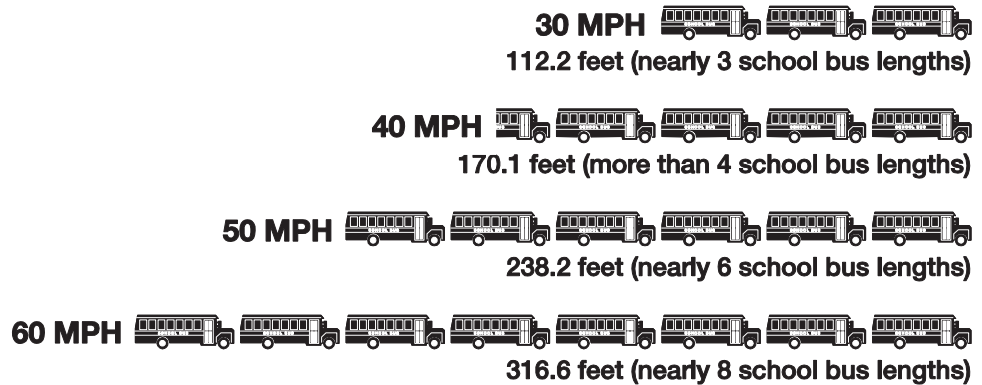 30 MPH
112.2 feet (nearly 3 school bus lengths)
40 MPH
170.1 feet (more than 4 school bus lengths)
50 MPH
238.2 feet (nearly 6 school bus lengths)
60 MPH
316.6 feet (nearly 8 school bus lengths)